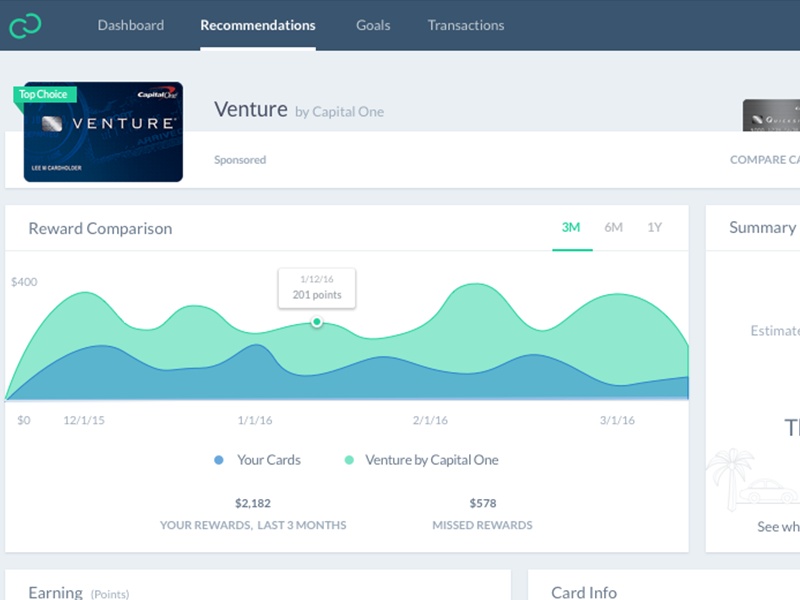 Dashboard
Recommendations
Goals
Transactions
Top Choice
Capital One
VENTURE
LEE M CARDHOLDER
Venture by Capital One
Sponsored
COMPARE CA
Reward Comparison
3M
6M
1Y
Summary
$400
1/12/16
201 points
Estimate
$0
12/1/15
1/1/16
2/1/16
3/1/16
Your Cards
Venture by Capital One
$2,182
YOUR REWARDS, LAST 3 MONTHS
$578
MISSED REWARDS
See wh
Earning (Points)
Card Info